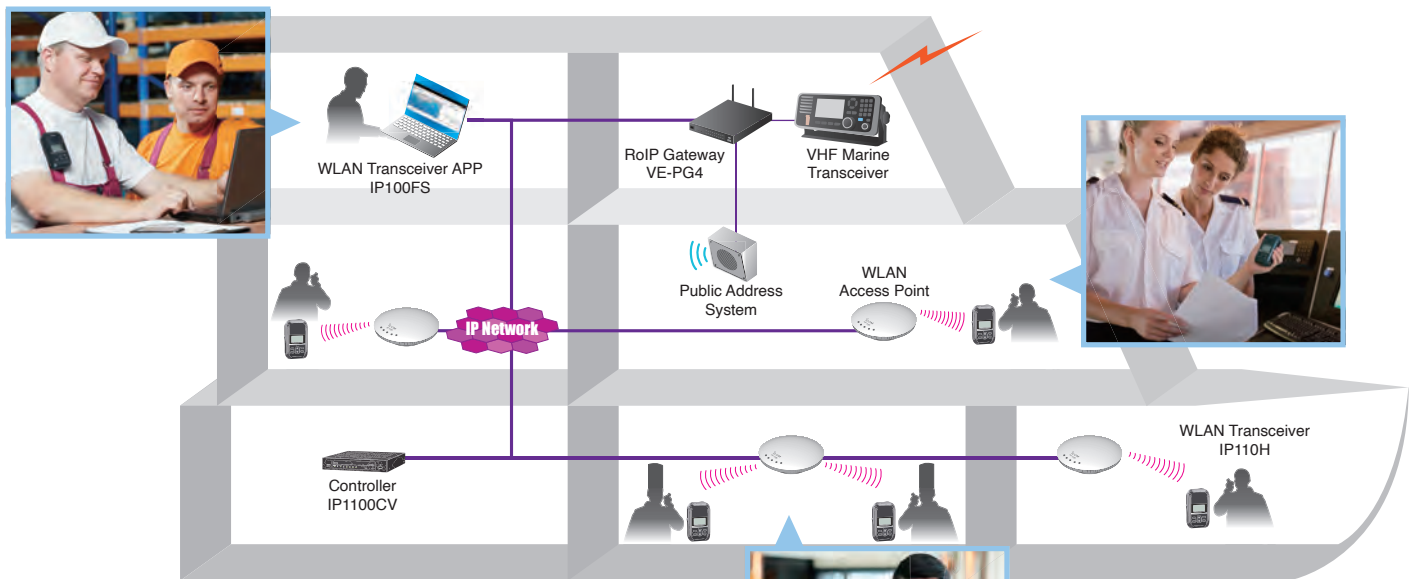 WLAN Transceiver APP
IP100FS
RoIP Gateway
VE-PG4
VHF Marine
Transceiver
Public Address
System
WLAN
Access Point
IP Network
Controller
IP1100CV
WLAN Transceiver
IP110H